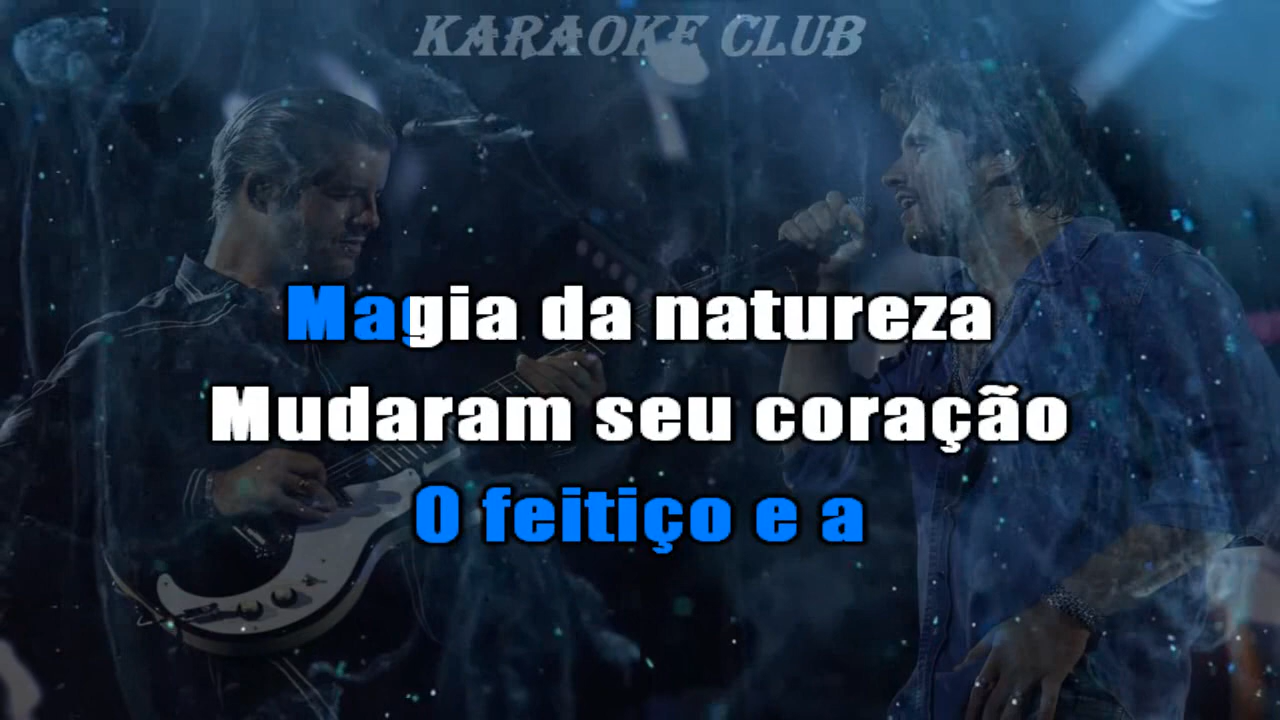 KARAOKE CLUB
Magia da natureza
Mudaram seu coração
O feitiço e a